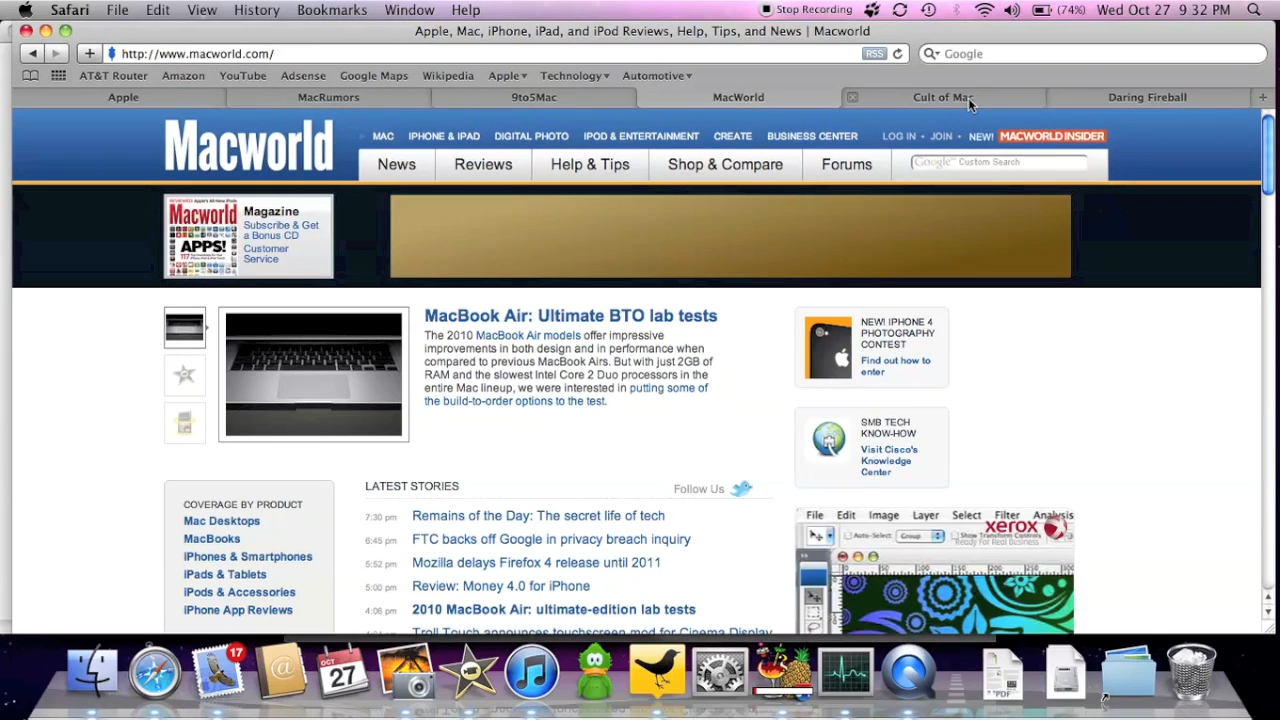 Safari File Edit View History Bookmarks Window Help Stop Recording (74%) Wed Oct 27 9:32 PM
Apple, Mac, iPhone, iPad, and iPod Reviews, Help, Tips, and News | Macworld
http://www.macworld.com/ RSS Google
AT&T Router Amazon YouTube Adsense Google Maps Wikipedia Apple Technology Automotive
Apple MacRumors 9to5Mac MacWorld Cult of Mac Daring Fireball
Macworld
MAC IPHONE & IPAD DIGITAL PHOTO IPOD & ENTERTAINMENT CREATE BUSINESS CENTER LOG IN • JOIN • NEW! MACWORLD INSIDER
News Reviews Help & Tips Shop & Compare Forums Google Custom Search
Macworld
APPS!
Magazine
Subscribe & Get
a Bonus CD
Customer
Service
MacBook Air: Ultimate BTO lab tests
The 2010 MacBook Air models offer impressive
improvements in both design and in performance when
compared to previous MacBook Airs. But with just 2GB of
RAM and the slowest Intel Core 2 Duo processors in the
entire Mac lineup, we were interested in putting some of
the build-to-order options to the test.
NEW! IPHONE 4
PHOTOGRAPHY
CONTEST
Find out how to
enter
SMB TECH
KNOW-HOW
Visit Cisco's
Knowledge
Center
COVERAGE BY PRODUCT
Mac Desktops
MacBooks
iPhones & Smartphones
iPads & Tablets
iPods & Accessories
iPhone App Reviews
LATEST STORIES Follow Us
7:30 pm Remains of the Day: The secret life of tech
6:45 pm FTC backs off Google in privacy breach inquiry
5:52 pm Mozilla delays Firefox 4 release until 2011
5:00 pm Review: Money 4.0 for iPhone
4:06 pm 2010 MacBook Air: ultimate-edition lab tests
Troll Touch announces touchscreen mod for Cinema Display
File Edit Image Layer Select Filter Analysis
xerox
Ready For Real Business
Auto-Select: Group Show Transform Controls
17
OCT
27
PDF